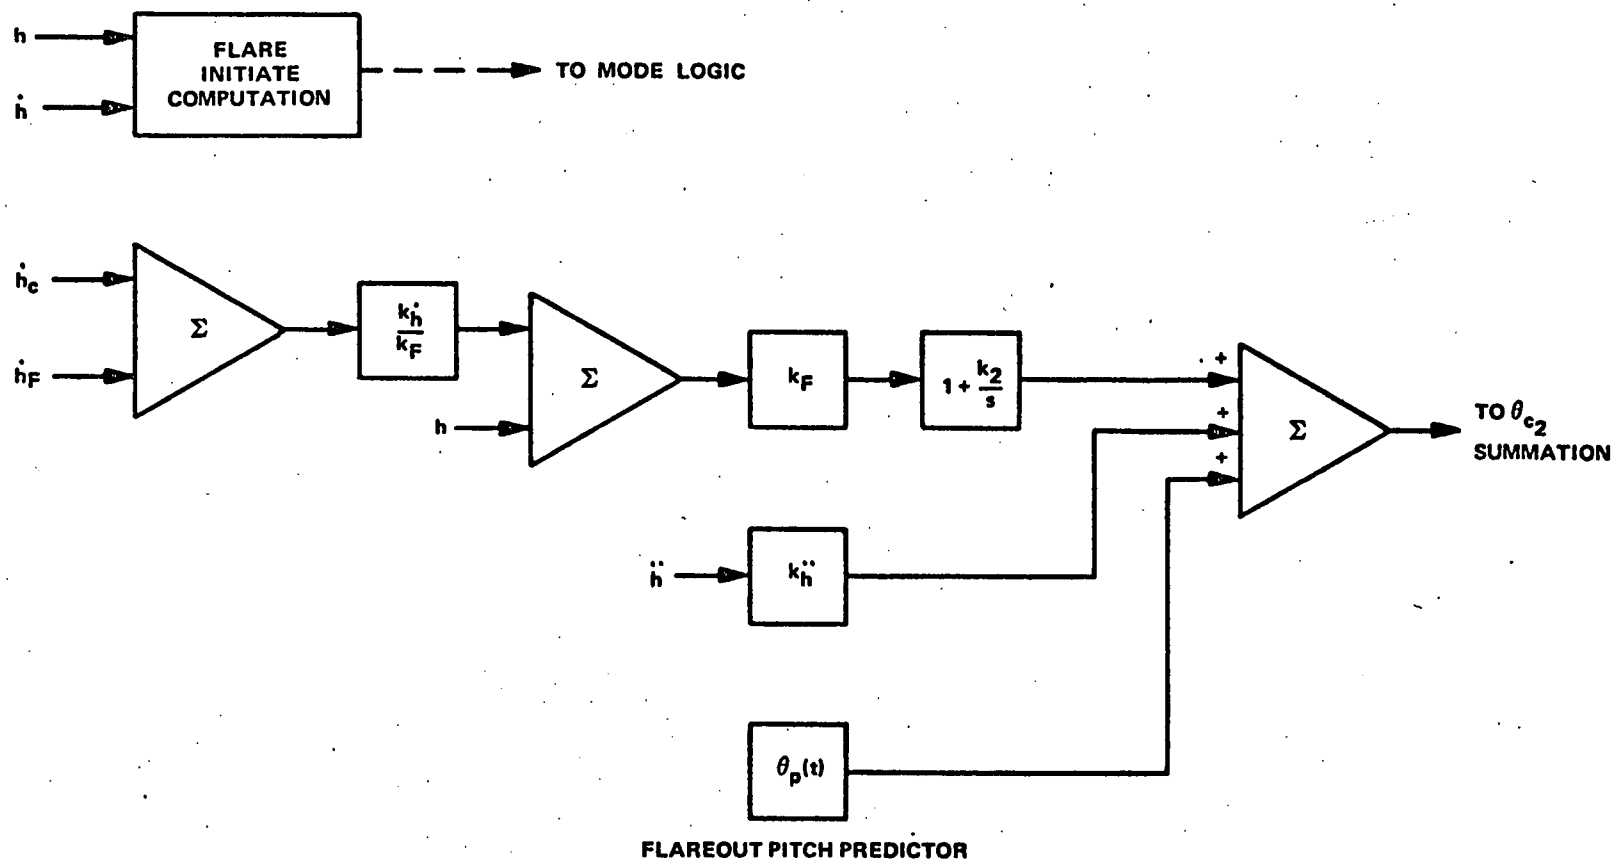 h
ḣ
FLARE
INITIATE
COMPUTATION
TO MODE LOGIC
ḣc
ḣF
Σ
kḣ
kF
h
Σ
kF
1 + k2
s
+
+
+
Σ
TO θc2
SUMMATION
ḧ
kḧ
θp(t)
FLAREOUT PITCH PREDICTOR